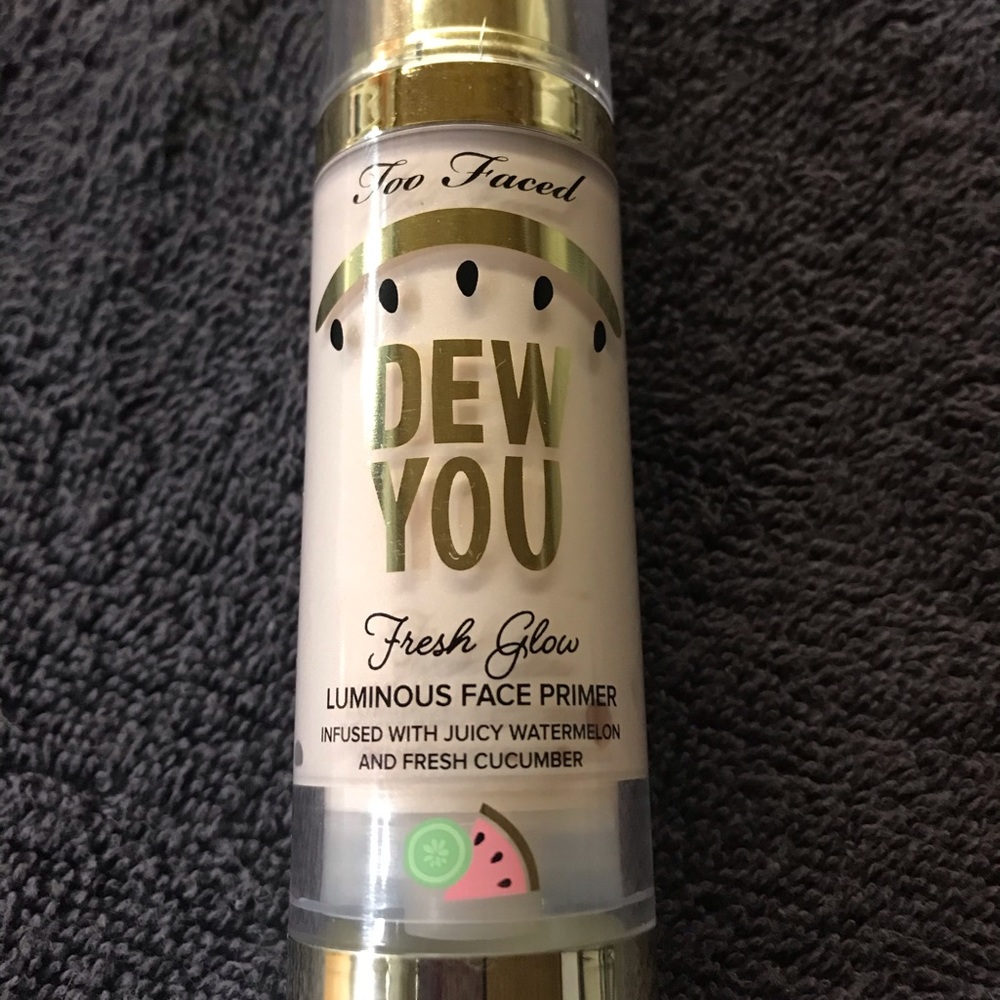 Too Faced
DEW
YOU
Fresh Glow
LUMINOUS FACE PRIMER
INFUSED WITH JUICY WATERMELON
AND FRESH CUCUMBER